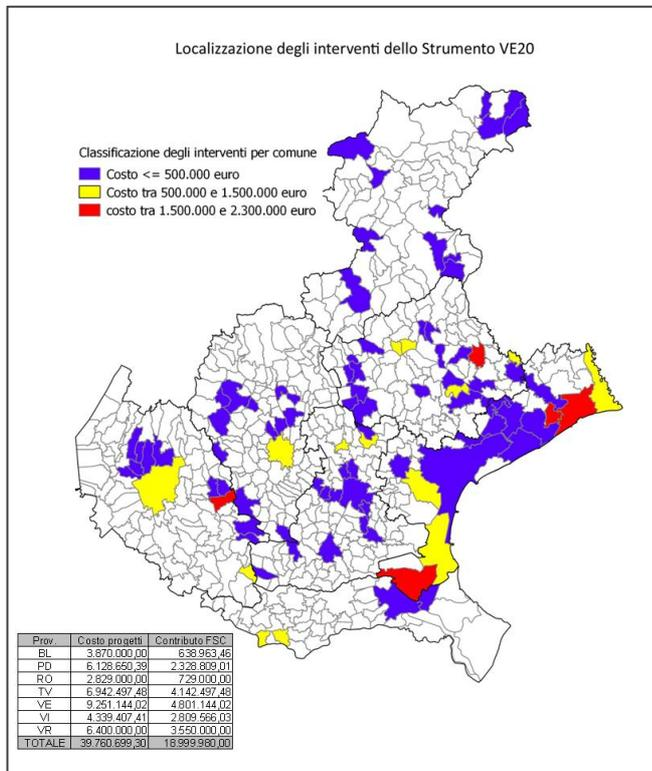 Localizzazione degli interventi dello Strumento VE20
Classificazione degli interventi per comune
Costo <= 500.000 euro
Costo tra 500.000 e 1.500.000 euro
costo tra 1.500.000 e 2.300.000 euro
Prov. Costo progetti Contributo FSC
BL 3.870.000,00 638.963,46
PD 6.128.650,39 2.328.809,01
RO 2.829.000,00 729.000,00
TV 6.942.497,48 4.142.497,48
VE 9.251.144,02 4.801.144,02
VI 4.339.407,41 2.809.566,03
VR 6.400.000,00 3.550.000,00
TOTALE 39.760.699,30 18.999.980,00